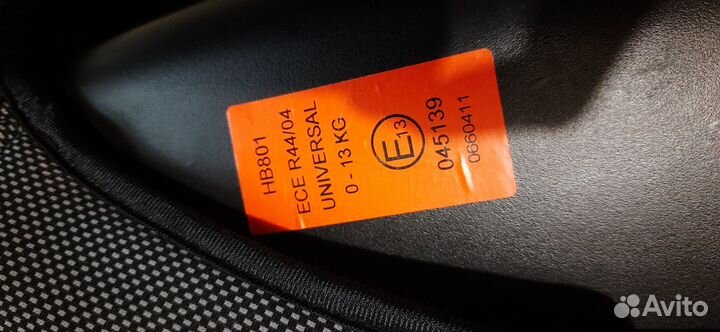 HB801
ECE R44/04
UNIVERSAL
0 - 13 KG
E13
045139
0660411
Avito